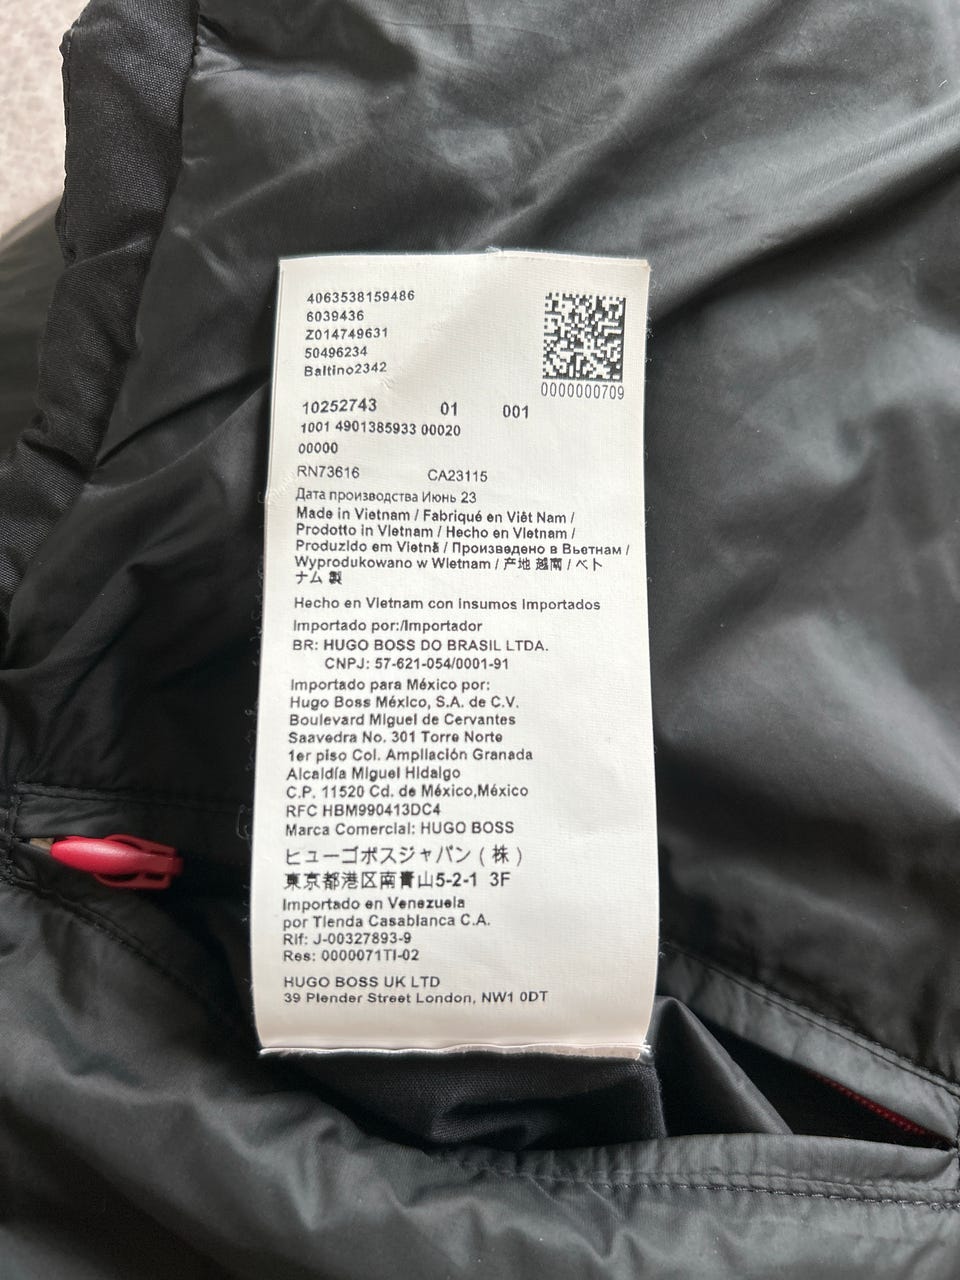 4063538159486
6039436
Z014749631
50496234
Baltino2342
0000000709
10252743 01 001
1001 4901385933 00020
00000
RN73616 CA23115
Дата производства Июнь 23
Made in Vietnam / Fabriqué en Viêt Nam /
Prodotto in Vietnam / Hecho en Vietnam /
Produzido em Vietnã / Произведено в Вьетнам /
Wyprodukowano w Wietnam / 产地 越南 / ベト
ナム 製
Hecho en Vietnam con insumos Importados
Importado por:/Importador
BR: HUGO BOSS DO BRASIL LTDA.
CNPJ: 57-621-054/0001-91
Importado para México por:
Hugo Boss México, S.A. de C.V.
Boulevard Miguel de Cervantes
Saavedra No. 301 Torre Norte
1er piso Col. Ampliación Granada
Alcaldía Miguel Hidalgo
C.P. 11520 Cd. de México,México
RFC HBM990413DC4
Marca Comercial: HUGO BOSS
ヒューゴボスジャパン ( 株 )
東京都港区南青山5-2-1 3F
Importado en Venezuela
por Tienda Casablanca C.A.
Rif: J-00327893-9
Res: 0000071TI-02
HUGO BOSS UK LTD
39 Plender Street London, NW1 0DT